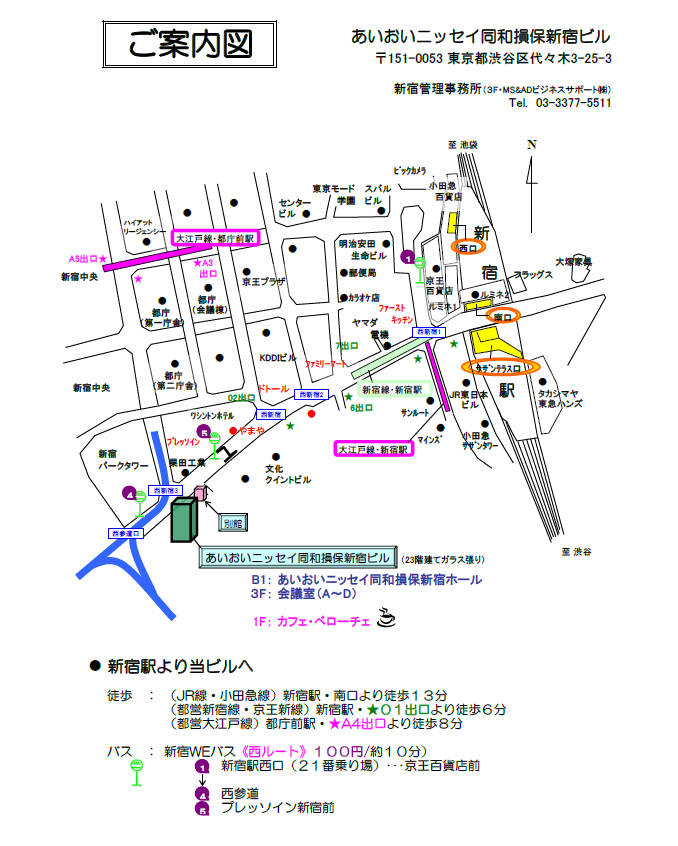 ご案内図
あいおいニッセイ同和損保新宿ビル
〒151-0053 東京都渋谷区代々木3-25-3
新宿管理事務所(3F・MS&ADビジネスサポート㈱)
Tel. 03-3377-5511
至 池袋
N
ビックカメラ
小田急
百貨店
東京モード
学園
スバル
ビル
センター
ビル
ハイアット
リージェンシー
大江戸線・都庁前駅
明治安田
生命ビル
新
宿
駅
西口
A5出口★
★A3
出口
新宿中央
京王プラザ
郵便局
京王
百貨店
フラッグス
大塚家具
都庁
(第一庁舎)
都庁
(会議棟)
カラオケ店
ルミネ1
ルミネ2
ファースト
キッチン
ヤマダ
電機
西新宿1
南口
7出口
KDDIビル
ファミリーマート
サザンテラス口
都庁
(第二庁舎)
新宿中央
ドトール
新宿線・新宿駅
JR東日本
ビル
タカシマヤ
東急ハンズ
02出口
西新宿2
6出口
サンルート
ワシントンホテル
西新宿
マインズ
小田急
サザンタワー
プレッソイン
やまや
大江戸線・新宿駅
新宿
パークタワー
栗田工業
文化
クイントビル
西新宿3
西参道口
別館
至 渋谷
あいおいニッセイ同和損保新宿ビル
(23階建てガラス張り)
B1: あいおいニッセイ同和損保新宿ホール
3F: 会議室(A~D)
1F: カフェ・ベローチェ
● 新宿駅より当ビルへ
徒歩 : (JR線・小田急線)新宿駅・南口より徒歩13分
(都営新宿線・京王新線)新宿駅・★01出口より徒歩6分
(都営大江戸線)都庁前駅・★A4出口より徒歩8分
バス : 新宿WEバス《西ルート》100円/約10分)
1 新宿駅西口(21番乗り場)・・・京王百貨店前
4 西参道
5 プレッソイン新宿前